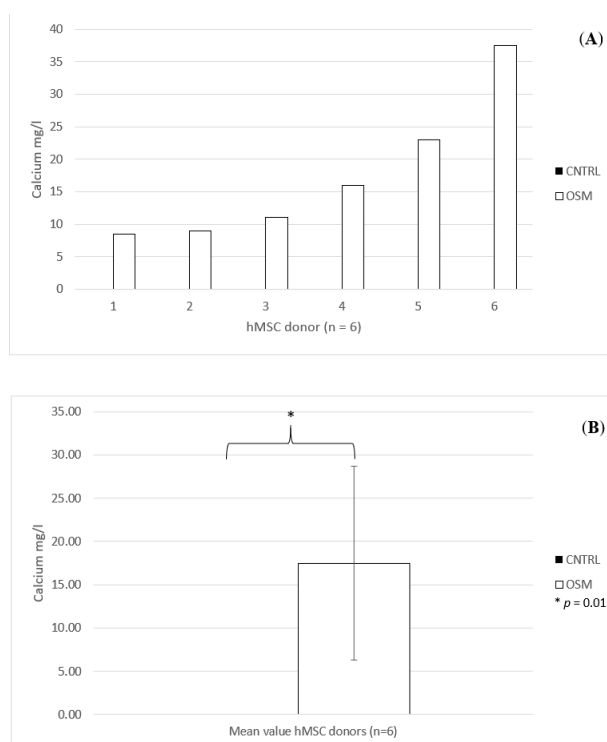 (A)
40
35
30
25
20
15
10
5
0
Calcium mg/l
1 2 3 4 5 6
hMSC donor (n = 6)
CNTRL
OSM
(B)
35.00
30.00
25.00
20.00
15.00
10.00
5.00
0.00
Calcium mg/l
*
Mean value hMSC donors (n=6)
CNTRL
OSM
* p = 0.01